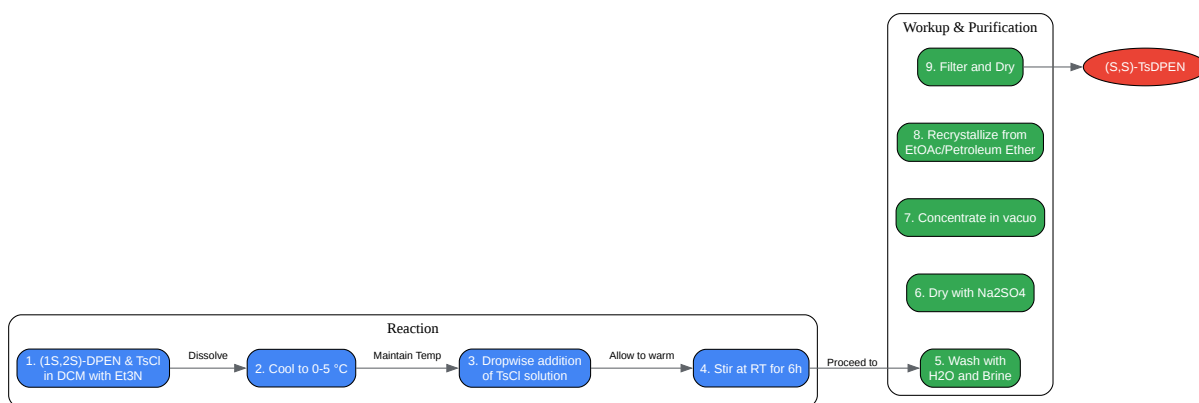 Reaction
1. (1S,2S)-DPEN & TsCl
in DCM with Et3N
Dissolve
2. Cool to 0-5 °C
Maintain Temp
3. Dropwise addition
of TsCl solution
Allow to warm
4. Stir at RT for 6h
Proceed to
Workup & Purification
5. Wash with
H2O and Brine
6. Dry with Na2SO4
7. Concentrate in vacuo
8. Recrystallize from
EtOAc/Petroleum Ether
9. Filter and Dry
(S,S)-TsDPEN